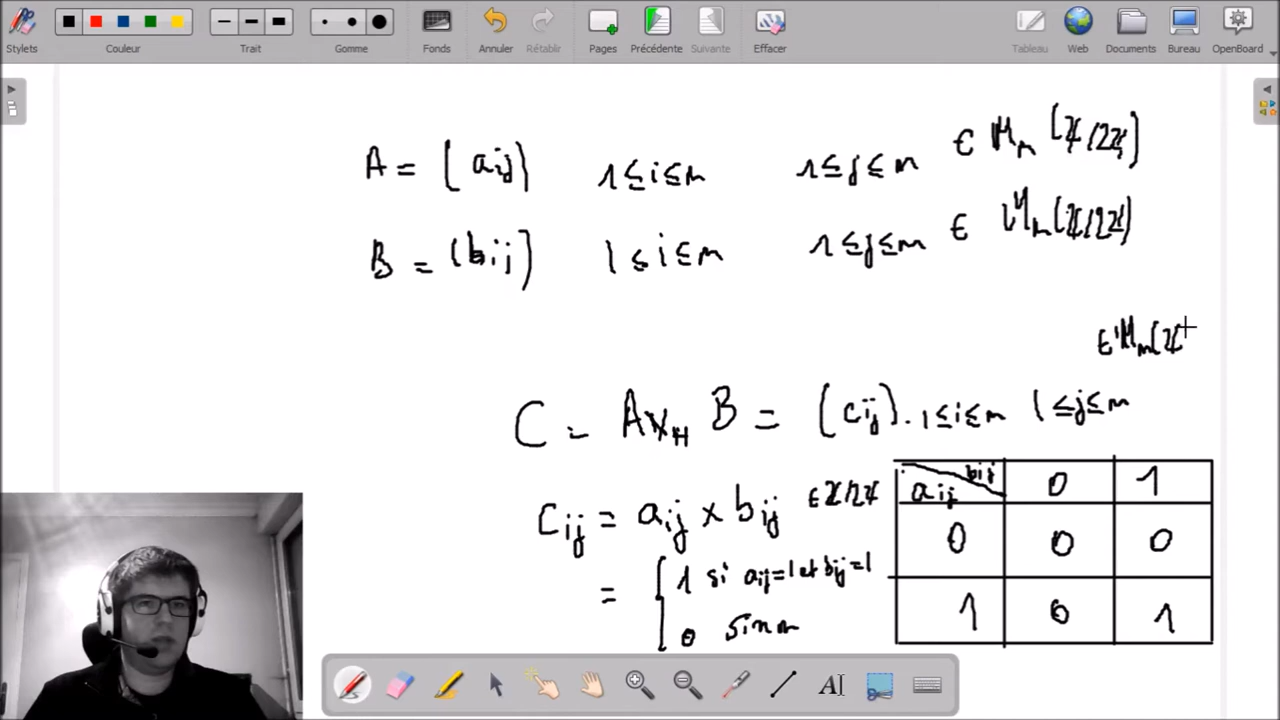 Stylets Couleur Trait Gomme Fonds Annuler Rétablir Pages Précédente Suivante Effacer Tableau Web Documents Bureau OpenBoard
A = (aij) 1≤i≤n 1≤j≤n ∈ Mn (ℤ/2ℤ)
B = (bij) 1≤i≤n 1≤j≤n ∈ Mn(ℤ/2ℤ)
∈ Mn(ℤ
C = A×H B = (cij). 1≤i≤n 1≤j≤n
cij = aij × bij ∈ ℤ/2ℤ
= { 1 si aij=1 et bij=1
0 sinon
bij 0 1
aij
0 0 0
1 0 1
AI